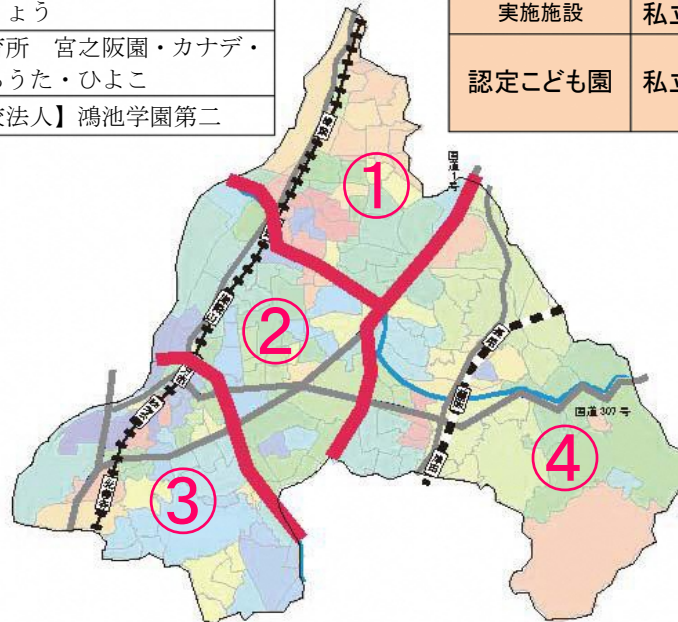 ょう
所 宮之阪園・カナデ・
うた・ひよこ
法人】鴻池学園第二
実施施設
私立
認定こども園
私立
①
国道1号
②
国道307号
④
③